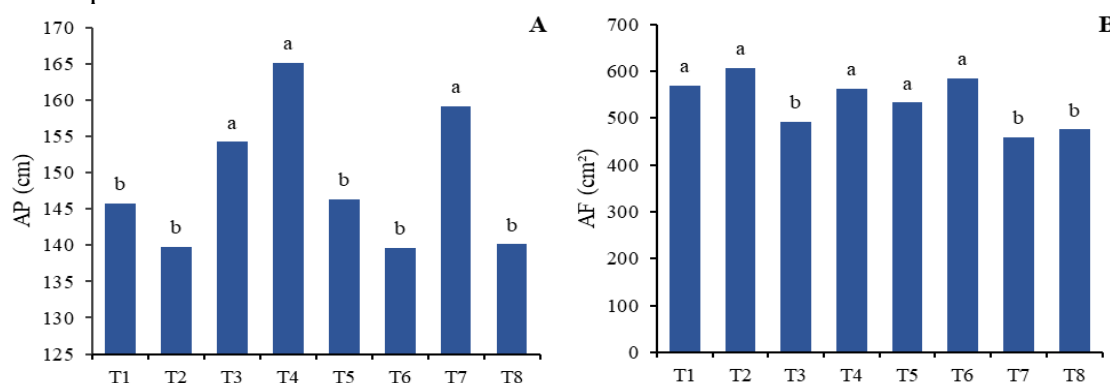 A
AP (cm)
170
165
160
155
150
145
140
135
130
125
b
b
a
a
b
b
a
b
T1 T2 T3 T4 T5 T6 T7 T8
B
AF (cm²)
700
600
500
400
300
200
100
0
a
a
b
a
a
a
b
b
T1 T2 T3 T4 T5 T6 T7 T8